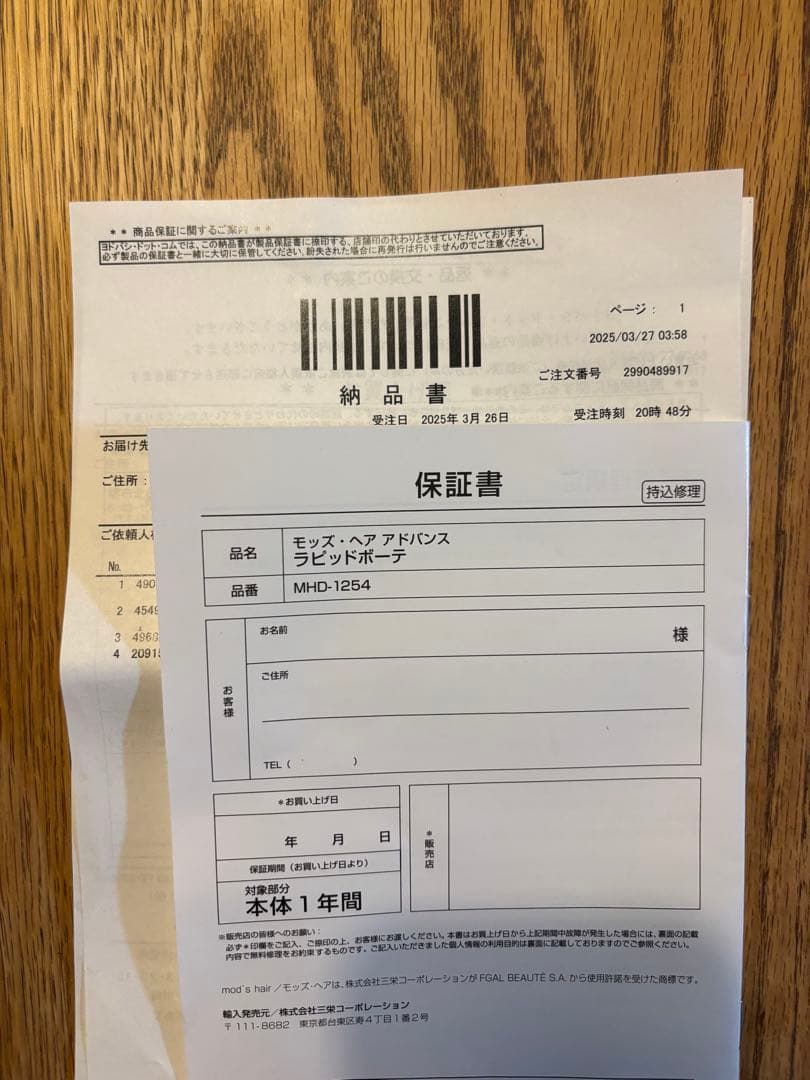 ＊＊ 商品保証に関するご案内 ＊＊
ヨドバシ・ドット・コムでは、この納品書が製品保証書に捺印する、店舗印の代わりとさせていただいております。
必ず製品の保証書と一緒に大切に保管してください。紛失された場合に再発行は行いませんのでご注意ください。
ページ： 1
2025/03/27 03:58
ご注文番号 2990489917
納品書
受注日 2025年 3月 26日 受注時刻 20時 48分
お届け先
ご住所：
ご依頼人
No.
1 490
2 4549
3 4960
4 20915
保証書
持込修理
品名 モッズ・ヘア アドバンス
ラピッドボーテ
品番 MHD-1254
お客様
お名前 様
ご住所
TEL ( )
＊お買い上げ日
年 月 日
保証期間（お買い上げ日より）
対象部分
本体１年間
＊販売店
※販売店の皆様へのお願い：
必ず＊印欄をご記入、ご捺印の上、お客様にお渡しください。本書はお買上げ日から上記期間中故障が発生した場合には、裏面の記載
内容で無料修理をお約束するものです。ご記入いただきました個人情報の利用目的は裏面に記載しておりますのでご参照ください。
mod's hair／モッズ・ヘアは、株式会社三栄コーポレーションがFGAL BEAUTÉ S.A.から使用許諾を受けた商標です。
輸入発売元／株式会社三栄コーポレーション
〒111-8682 東京都台東区寿４丁目１番２号